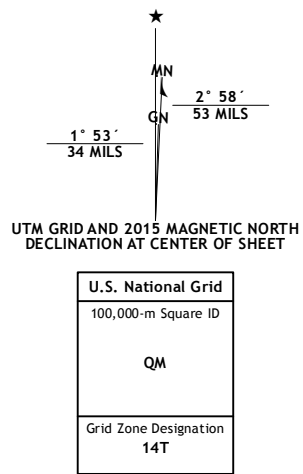 ★
MN
GN
2° 58´
53 MILS
1° 53´
34 MILS
UTM GRID AND 2015 MAGNETIC NORTH
DECLINATION AT CENTER OF SHEET
U.S. National Grid
100,000-m Square ID
QM
Grid Zone Designation
14T